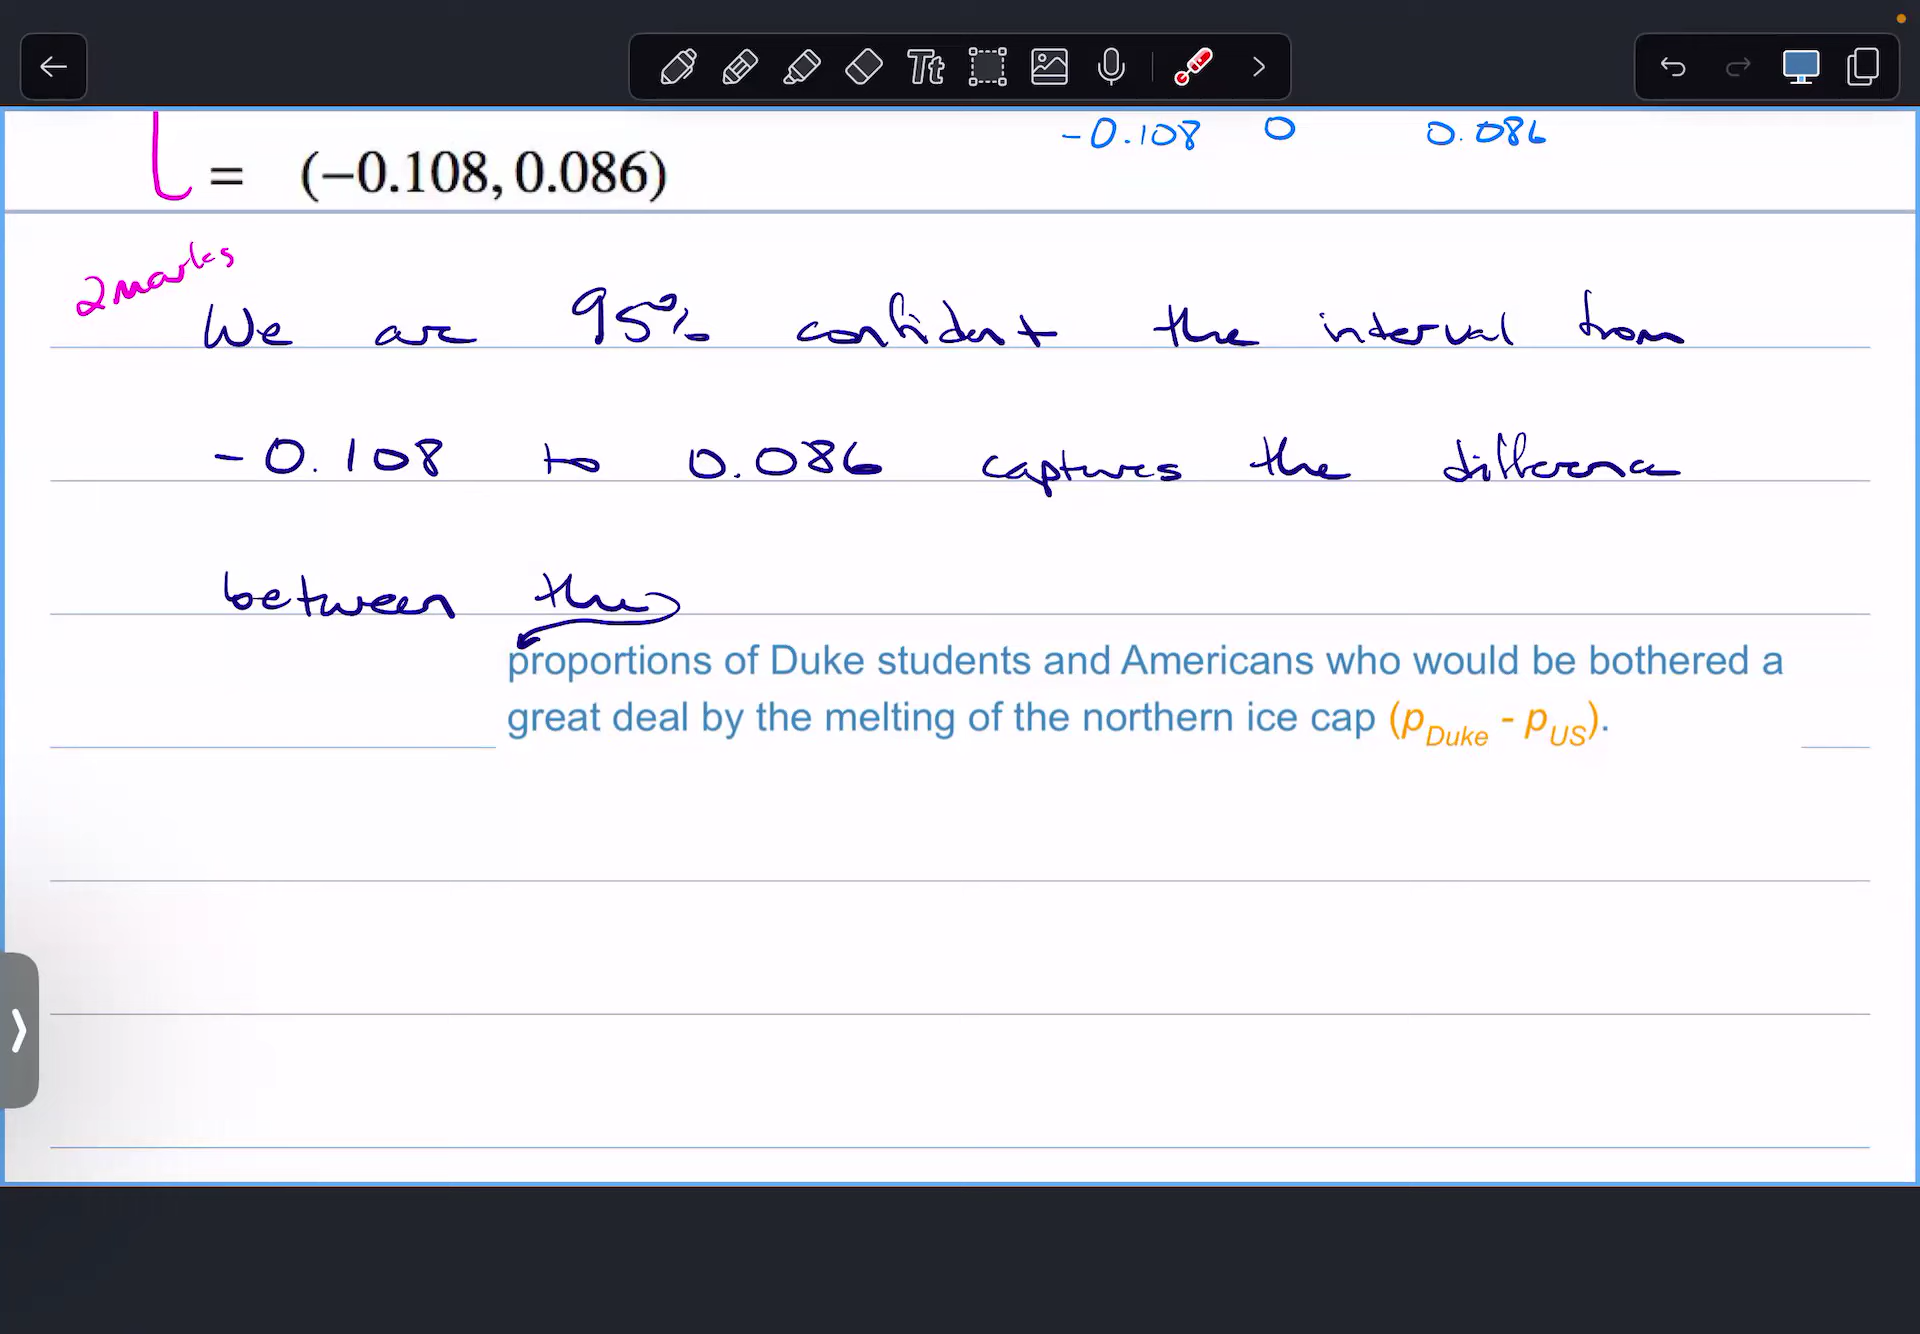 -0.108 0 0.086
= (−0.108, 0.086)
2 marks
We are 95% confident the interval from
-0.108 to 0.086 captures the difference
between the
proportions of Duke students and Americans who would be bothered a
great deal by the melting of the northern ice cap (pDuke - pUS).
Tt